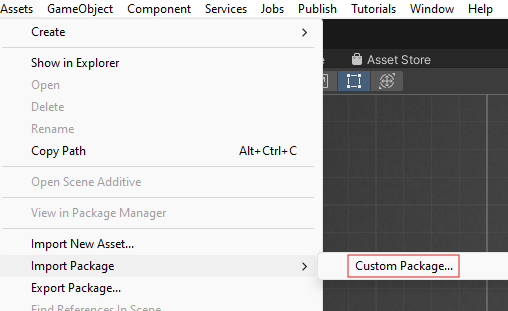 Assets GameObject Component Services Jobs Publish Tutorials Window Help
Create
Asset Store
Show in Explorer
Open
Delete
Rename
Copy Path Alt+Ctrl+C
Open Scene Additive
View in Package Manager
Import New Asset...
Import Package
Custom Package...
Export Package...
Find References In Scene